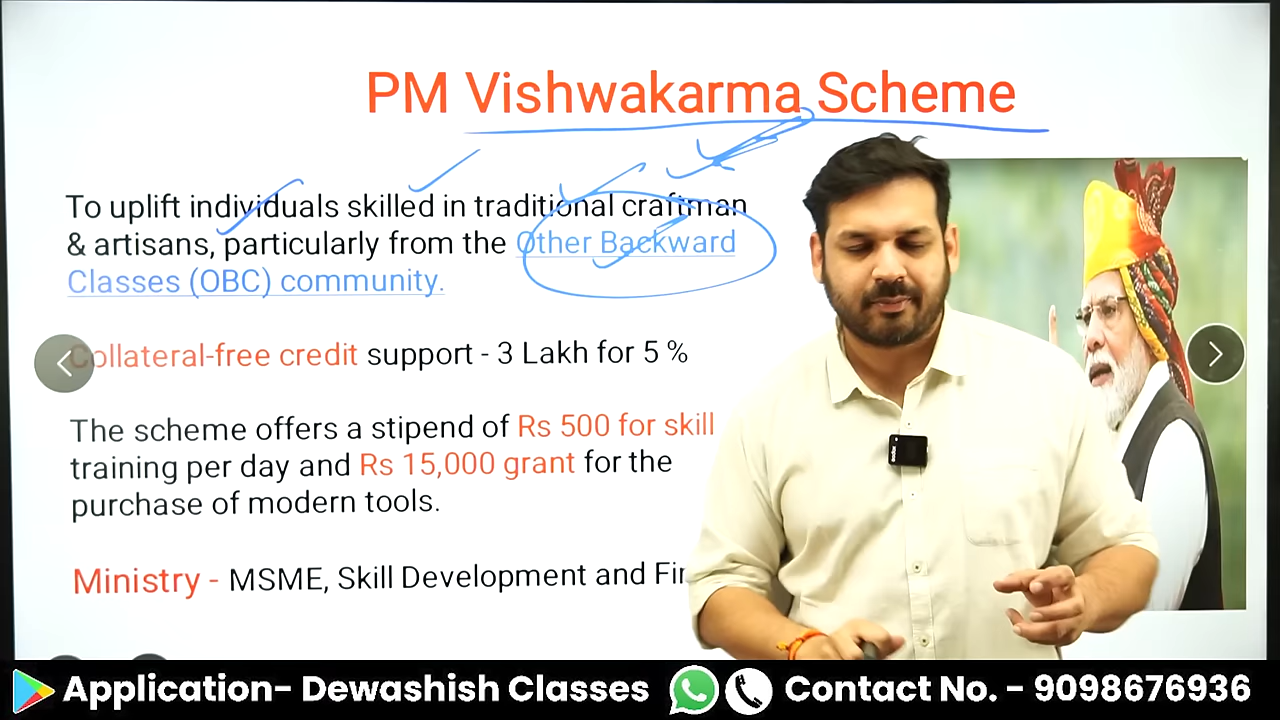 PM Vishwakarma Scheme
To uplift individuals skilled in traditional craftman
& artisans, particularly from the Other Backward
Classes (OBC) community.
Collateral-free credit support - 3 Lakh for 5 %
The scheme offers a stipend of Rs 500 for skill
training per day and Rs 15,000 grant for the
purchase of modern tools.
Ministry - MSME, Skill Development and
Application- Dewashish Classes Contact No. - 9098676936